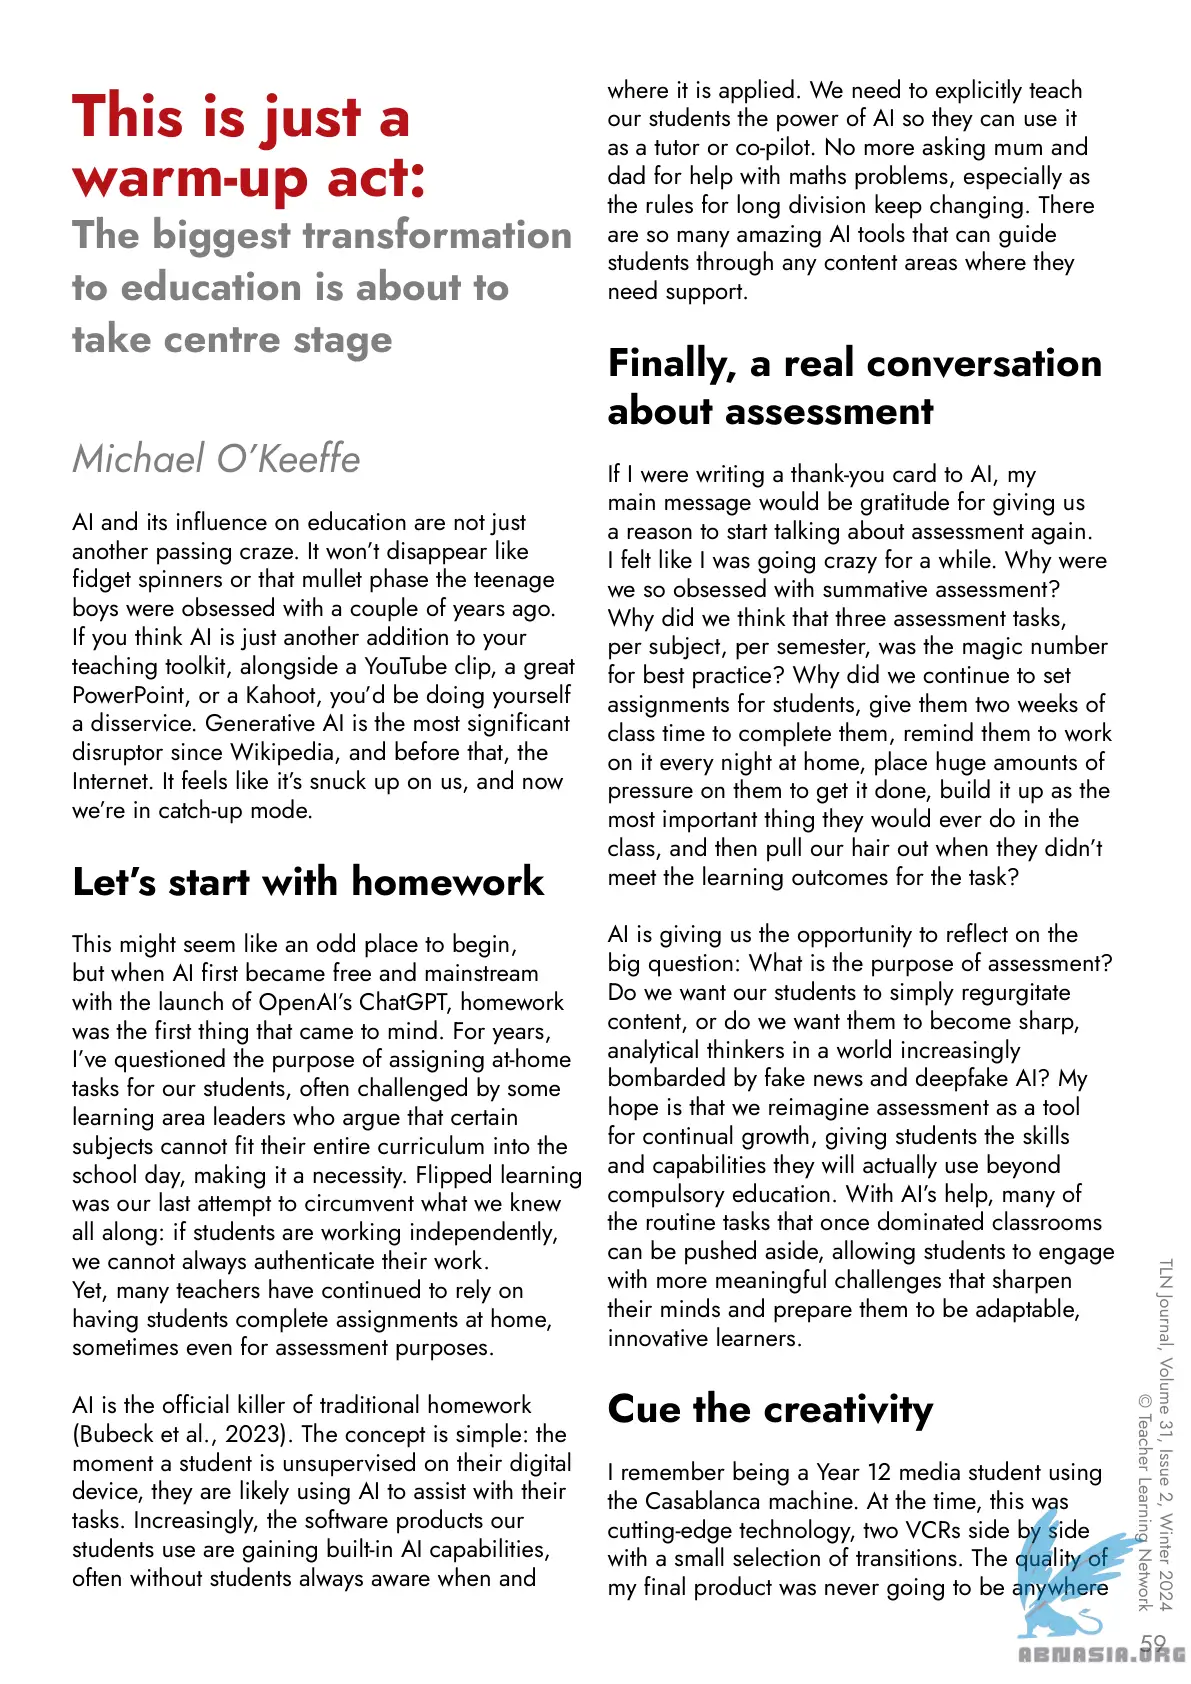 This is just a
warm-up act:
The biggest transformation
to education is about to
take centre stage
Michael O’Keeffe
AI and its influence on education are not just
another passing craze. It won’t disappear like
fidget spinners or that mullet phase the teenage
boys were obsessed with a couple of years ago.
If you think AI is just another addition to your
teaching toolkit, alongside a YouTube clip, a great
PowerPoint, or a Kahoot, you’d be doing yourself
a disservice. Generative AI is the most significant
disruptor since Wikipedia, and before that, the
Internet. It feels like it’s snuck up on us, and now
we’re in catch-up mode.
Let’s start with homework
This might seem like an odd place to begin,
but when AI first became free and mainstream
with the launch of OpenAI’s ChatGPT, homework
was the first thing that came to mind. For years,
I’ve questioned the purpose of assigning at-home
tasks for our students, often challenged by some
learning area leaders who argue that certain
subjects cannot fit their entire curriculum into the
school day, making it a necessity. Flipped learning
was our last attempt to circumvent what we knew
all along: if students are working independently,
we cannot always authenticate their work.
Yet, many teachers have continued to rely on
having students complete assignments at home,
sometimes even for assessment purposes.
AI is the official killer of traditional homework
(Bubeck et al., 2023). The concept is simple: the
moment a student is unsupervised on their digital
device, they are likely using AI to assist with their
tasks. Increasingly, the software products our
students use are gaining built-in AI capabilities,
often without students always aware when and
where it is applied. We need to explicitly teach
our students the power of AI so they can use it
as a tutor or co-pilot. No more asking mum and
dad for help with maths problems, especially as
the rules for long division keep changing. There
are so many amazing AI tools that can guide
students through any content areas where they
need support.
Finally, a real conversation
about assessment
If I were writing a thank-you card to AI, my
main message would be gratitude for giving us
a reason to start talking about assessment again.
I felt like I was going crazy for a while. Why were
we so obsessed with summative assessment?
Why did we think that three assessment tasks,
per subject, per semester, was the magic number
for best practice? Why did we continue to set
assignments for students, give them two weeks of
class time to complete them, remind them to work
on it every night at home, place huge amounts of
pressure on them to get it done, build it up as the
most important thing they would ever do in the
class, and then pull our hair out when they didn’t
meet the learning outcomes for the task?
AI is giving us the opportunity to reflect on the
big question: What is the purpose of assessment?
Do we want our students to simply regurgitate
content, or do we want them to become sharp,
analytical thinkers in a world increasingly
bombarded by fake news and deepfake AI? My
hope is that we reimagine assessment as a tool
for continual growth, giving students the skills
and capabilities they will actually use beyond
compulsory education. With AI’s help, many of
the routine tasks that once dominated classrooms
can be pushed aside, allowing students to engage
with more meaningful challenges that sharpen
their minds and prepare them to be adaptable,
innovative learners.
Cue the creativity
I remember being a Year 12 media student using
the Casablanca machine. At the time, this was
cutting-edge technology, two VCRs side by side
with a small selection of transitions. The quality of
my final product was never going to be anywhere
TLN Journal, Volume 31, Issue 2, Winter 2024
© Teacher Learning Network
59
ABNASIA.ORG